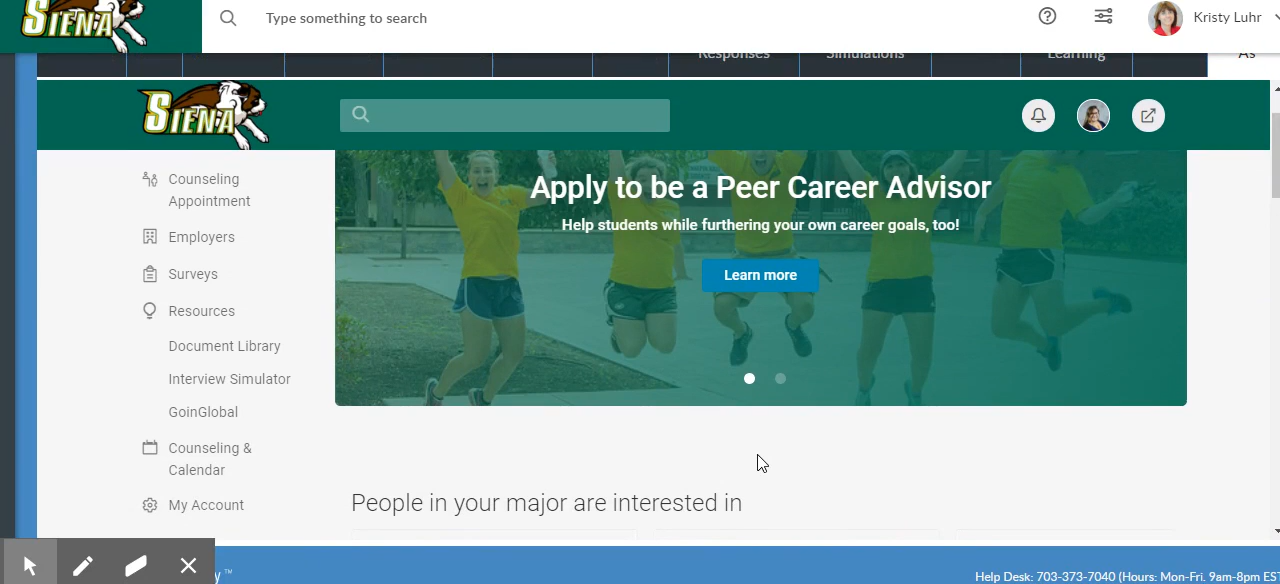 SIENA
Type something to search
Kristy Luhr
Responses
Simulations
Learning
As
SIENA
Counseling
Appointment
Employers
Surveys
Resources
Document Library
Interview Simulator
GoinGlobal
Counseling &
Calendar
My Account
Apply to be a Peer Career Advisor
Help students while furthering your own career goals, too!
Learn more
People in your major are interested in
y ™
Help Desk: 703-373-7040 (Hours: Mon-Fri. 9am-8pm EST